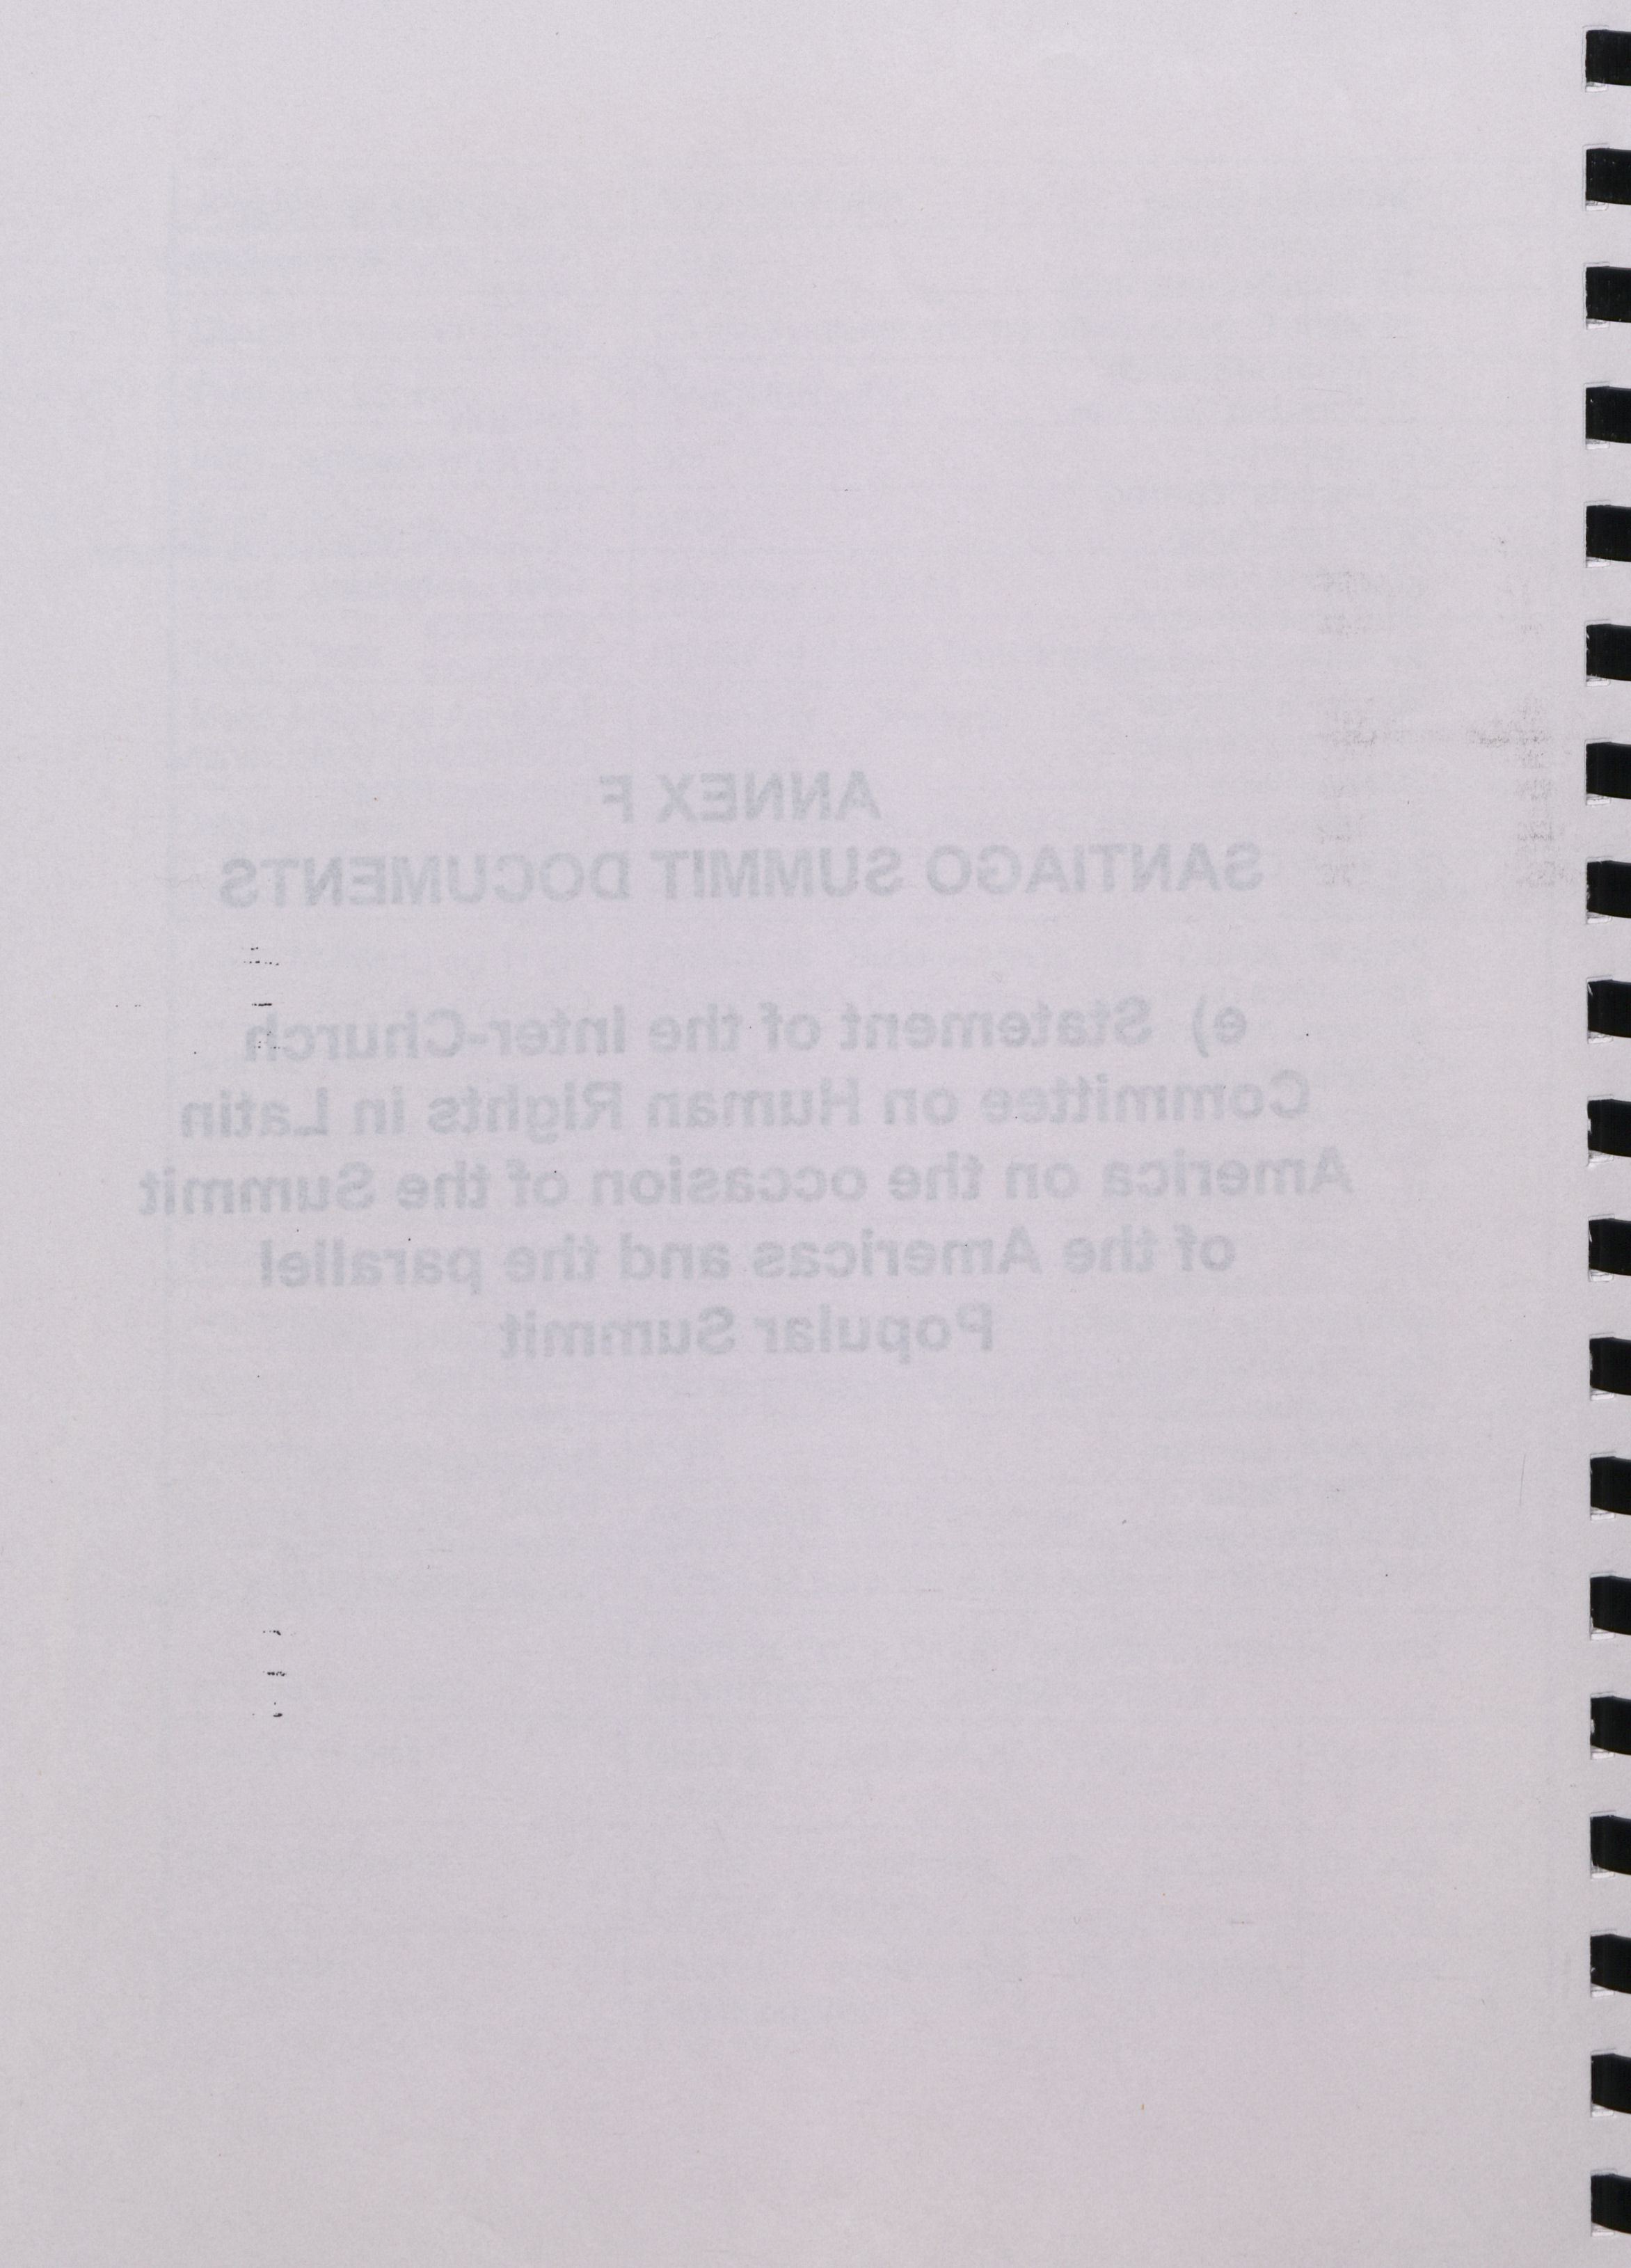 ANNEX F
SANTIAGO SUMMIT DOCUMENTS
e) Statement of the Inter-Church
Committee on Human Rights in Latin
America on the occasion of the Summit
of the Americas and the parallel
Popular Summit